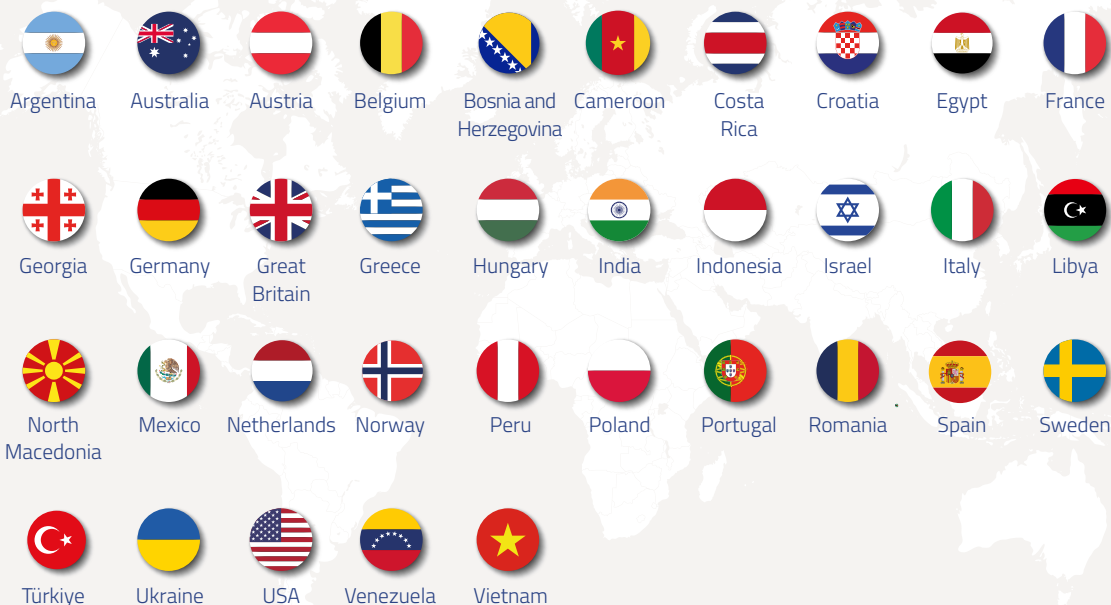 Argentina Australia Austria Belgium Bosnia and Herzegovina Cameroon Costa Rica Croatia Egypt France
Georgia Germany Great Britain Greece Hungary India Indonesia Israel Italy Libya
North Macedonia Mexico Netherlands Norway Peru Poland Portugal Romania Spain Sweden
Türkiye Ukraine USA Venezuela Vietnam